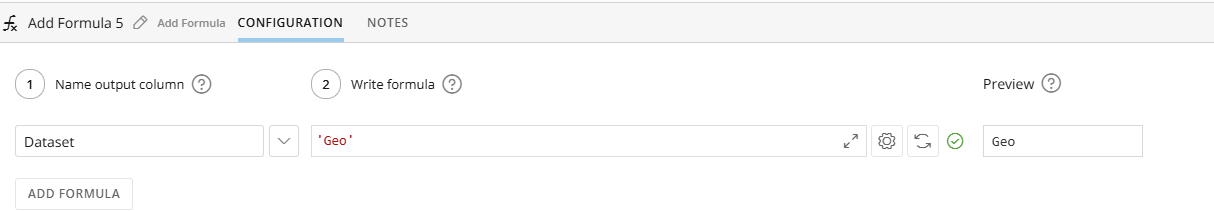 fx Add Formula 5 Add Formula CONFIGURATION NOTES
1 Name output column ? 2 Write formula ? Preview ?
Dataset 'Geo' Geo
ADD FORMULA